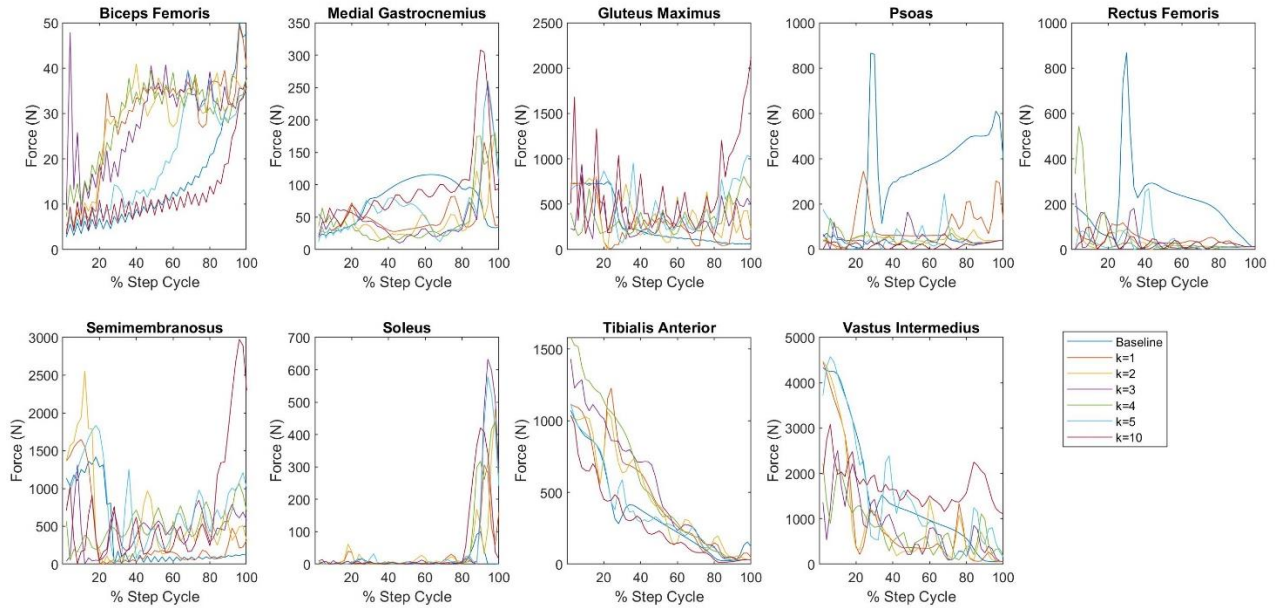 Biceps Femoris
50
40
30
20
10
0
20 40 60 80 100
Force (N)
% Step Cycle
Medial Gastrocnemius
350
300
250
200
150
100
50
0
20 40 60 80 100
Force (N)
% Step Cycle
Gluteus Maximus
2500
2000
1500
1000
500
0
20 40 60 80 100
Force (N)
% Step Cycle
Psoas
1000
800
600
400
200
0
20 40 60 80 100
Force (N)
% Step Cycle
Rectus Femoris
1000
800
600
400
200
0
20 40 60 80 100
Force (N)
% Step Cycle
Semimembranosus
3000
2500
2000
1500
1000
500
0
20 40 60 80 100
Force (N)
% Step Cycle
Soleus
700
600
500
400
300
200
100
0
20 40 60 80 100
Force (N)
% Step Cycle
Tibialis Anterior
1500
1000
500
0
20 40 60 80 100
Force (N)
% Step Cycle
Vastus Intermedius
5000
4000
3000
2000
1000
0
20 40 60 80 100
Force (N)
% Step Cycle
Baseline
k=1
k=2
k=3
k=4
k=5
k=10